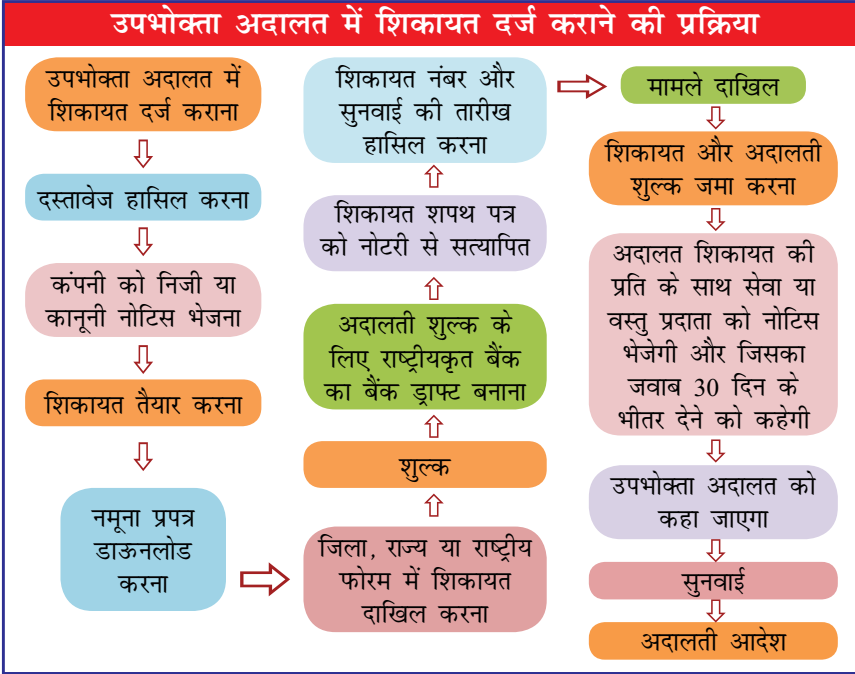 उपभोक्ता अदालत में शिकायत दर्ज कराने की प्रक्रिया
उपभोक्ता अदालत में
शिकायत दर्ज कराना
दस्तावेज हासिल करना
कंपनी को निजी या
कानूनी नोटिस भेजना
शिकायत तैयार करना
नमूना प्रपत्र
डाऊनलोड
करना
जिला, राज्य या राष्ट्रीय
फोरम में शिकायत
दाखिल करना
शुल्क
अदालती शुल्क के
लिए राष्ट्रीयकृत बैंक
का बैंक ड्राफ्ट बनाना
शिकायत शपथ पत्र
को नोटरी से सत्यापित
शिकायत नंबर और
सुनवाई की तारीख
हासिल करना
मामले दाखिल
शिकायत और अदालती
शुल्क जमा करना
अदालत शिकायत की
प्रति के साथ सेवा या
वस्तु प्रदाता को नोटिस
भेजेगी और जिसका
जवाब 30 दिन के
भीतर देने को कहेगी
उपभोक्ता अदालत को
कहा जाएगा
सुनवाई
अदालती आदेश